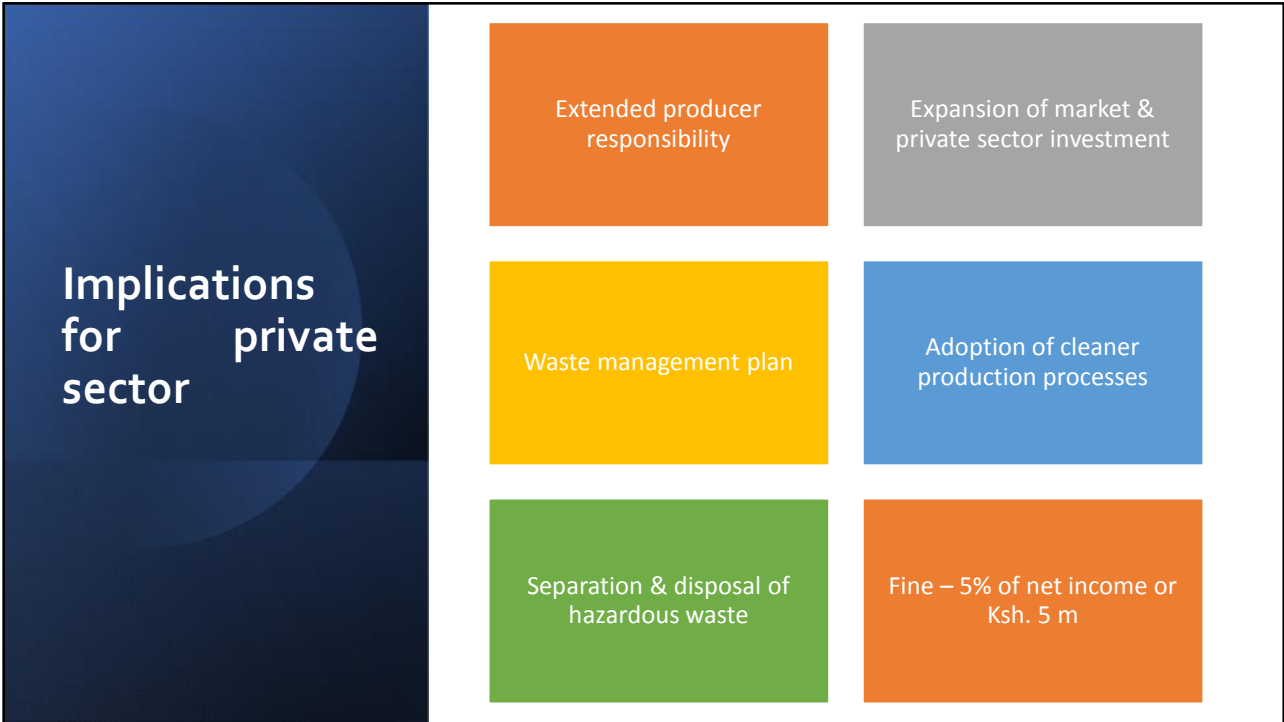 Implications
for private
sector
Extended producer
responsibility
Expansion of market &
private sector investment
Waste management plan
Adoption of cleaner
production processes
Separation & disposal of
hazardous waste
Fine – 5% of net income or
Ksh. 5 m